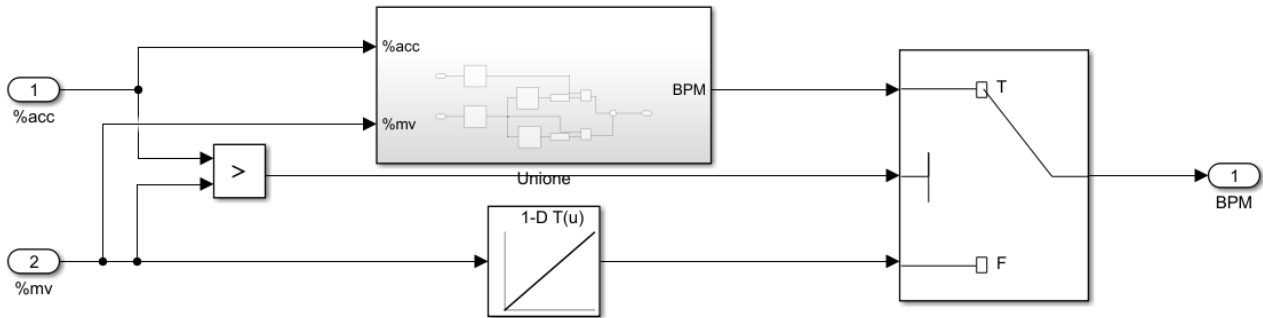 1
%acc
2
%mv
%acc
%mv
BPM
Unione
>
1-D T(u)
T
F
1
BPM